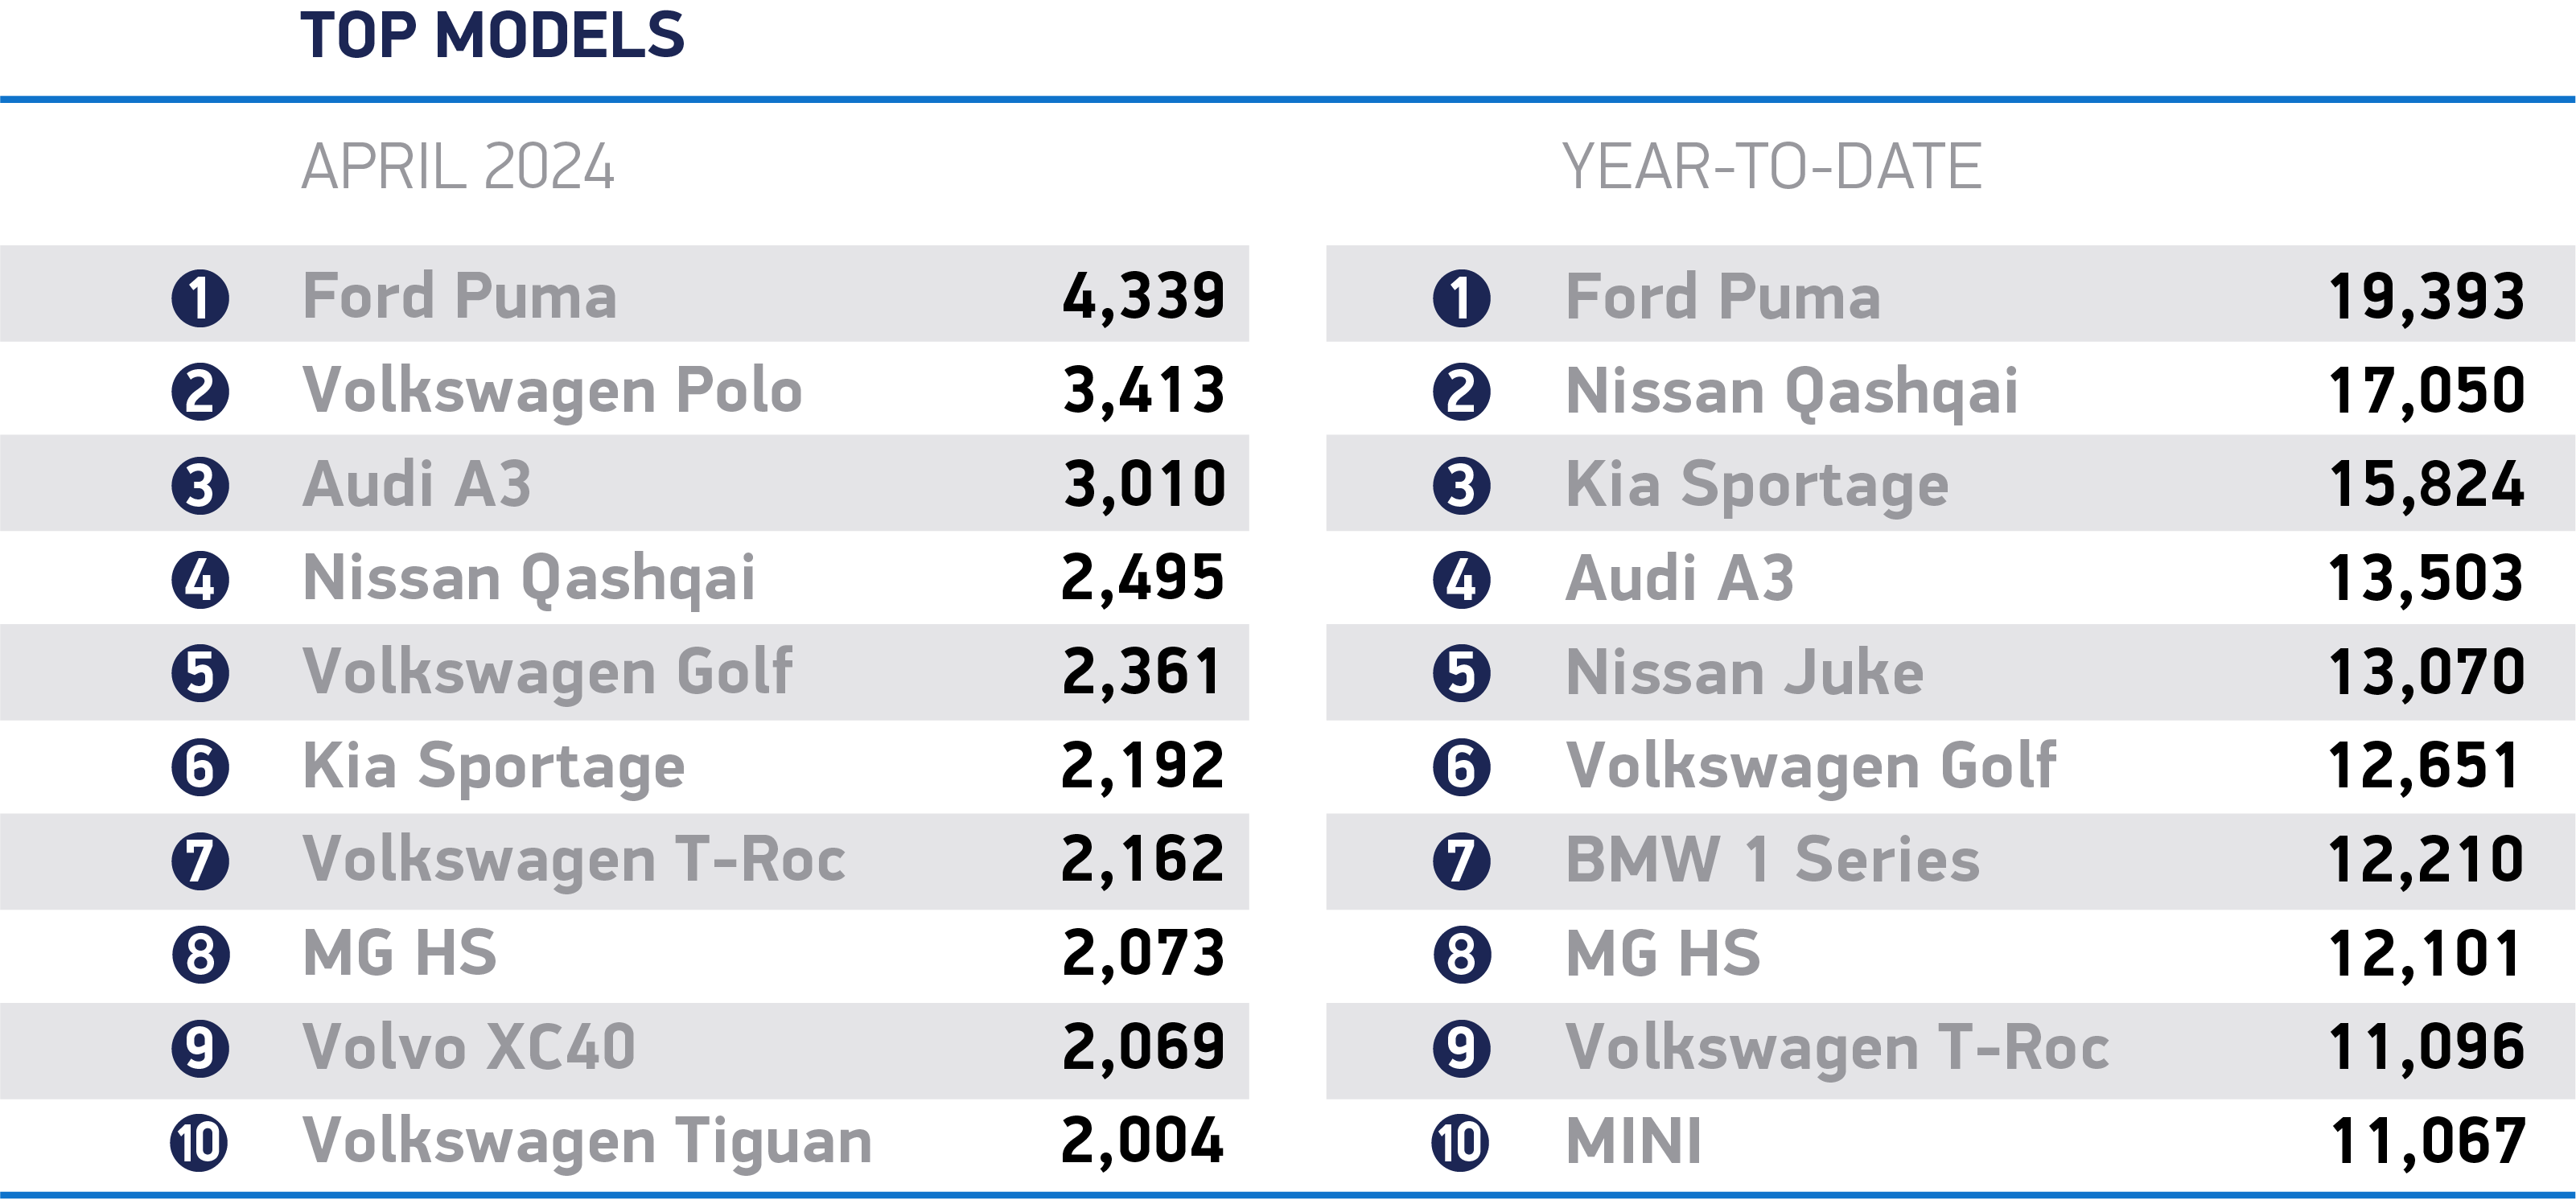 TOP MODELS
APRIL 2024
1 Ford Puma 4,339
2 Volkswagen Polo 3,413
3 Audi A3 3,010
4 Nissan Qashqai 2,495
5 Volkswagen Golf 2,361
6 Kia Sportage 2,192
7 Volkswagen T-Roc 2,162
8 MG HS 2,073
9 Volvo XC40 2,069
10 Volkswagen Tiguan 2,004
YEAR-TO-DATE
1 Ford Puma 19,393
2 Nissan Qashqai 17,050
3 Kia Sportage 15,824
4 Audi A3 13,503
5 Nissan Juke 13,070
6 Volkswagen Golf 12,651
7 BMW 1 Series 12,210
8 MG HS 12,101
9 Volkswagen T-Roc 11,096
10 MINI 11,067